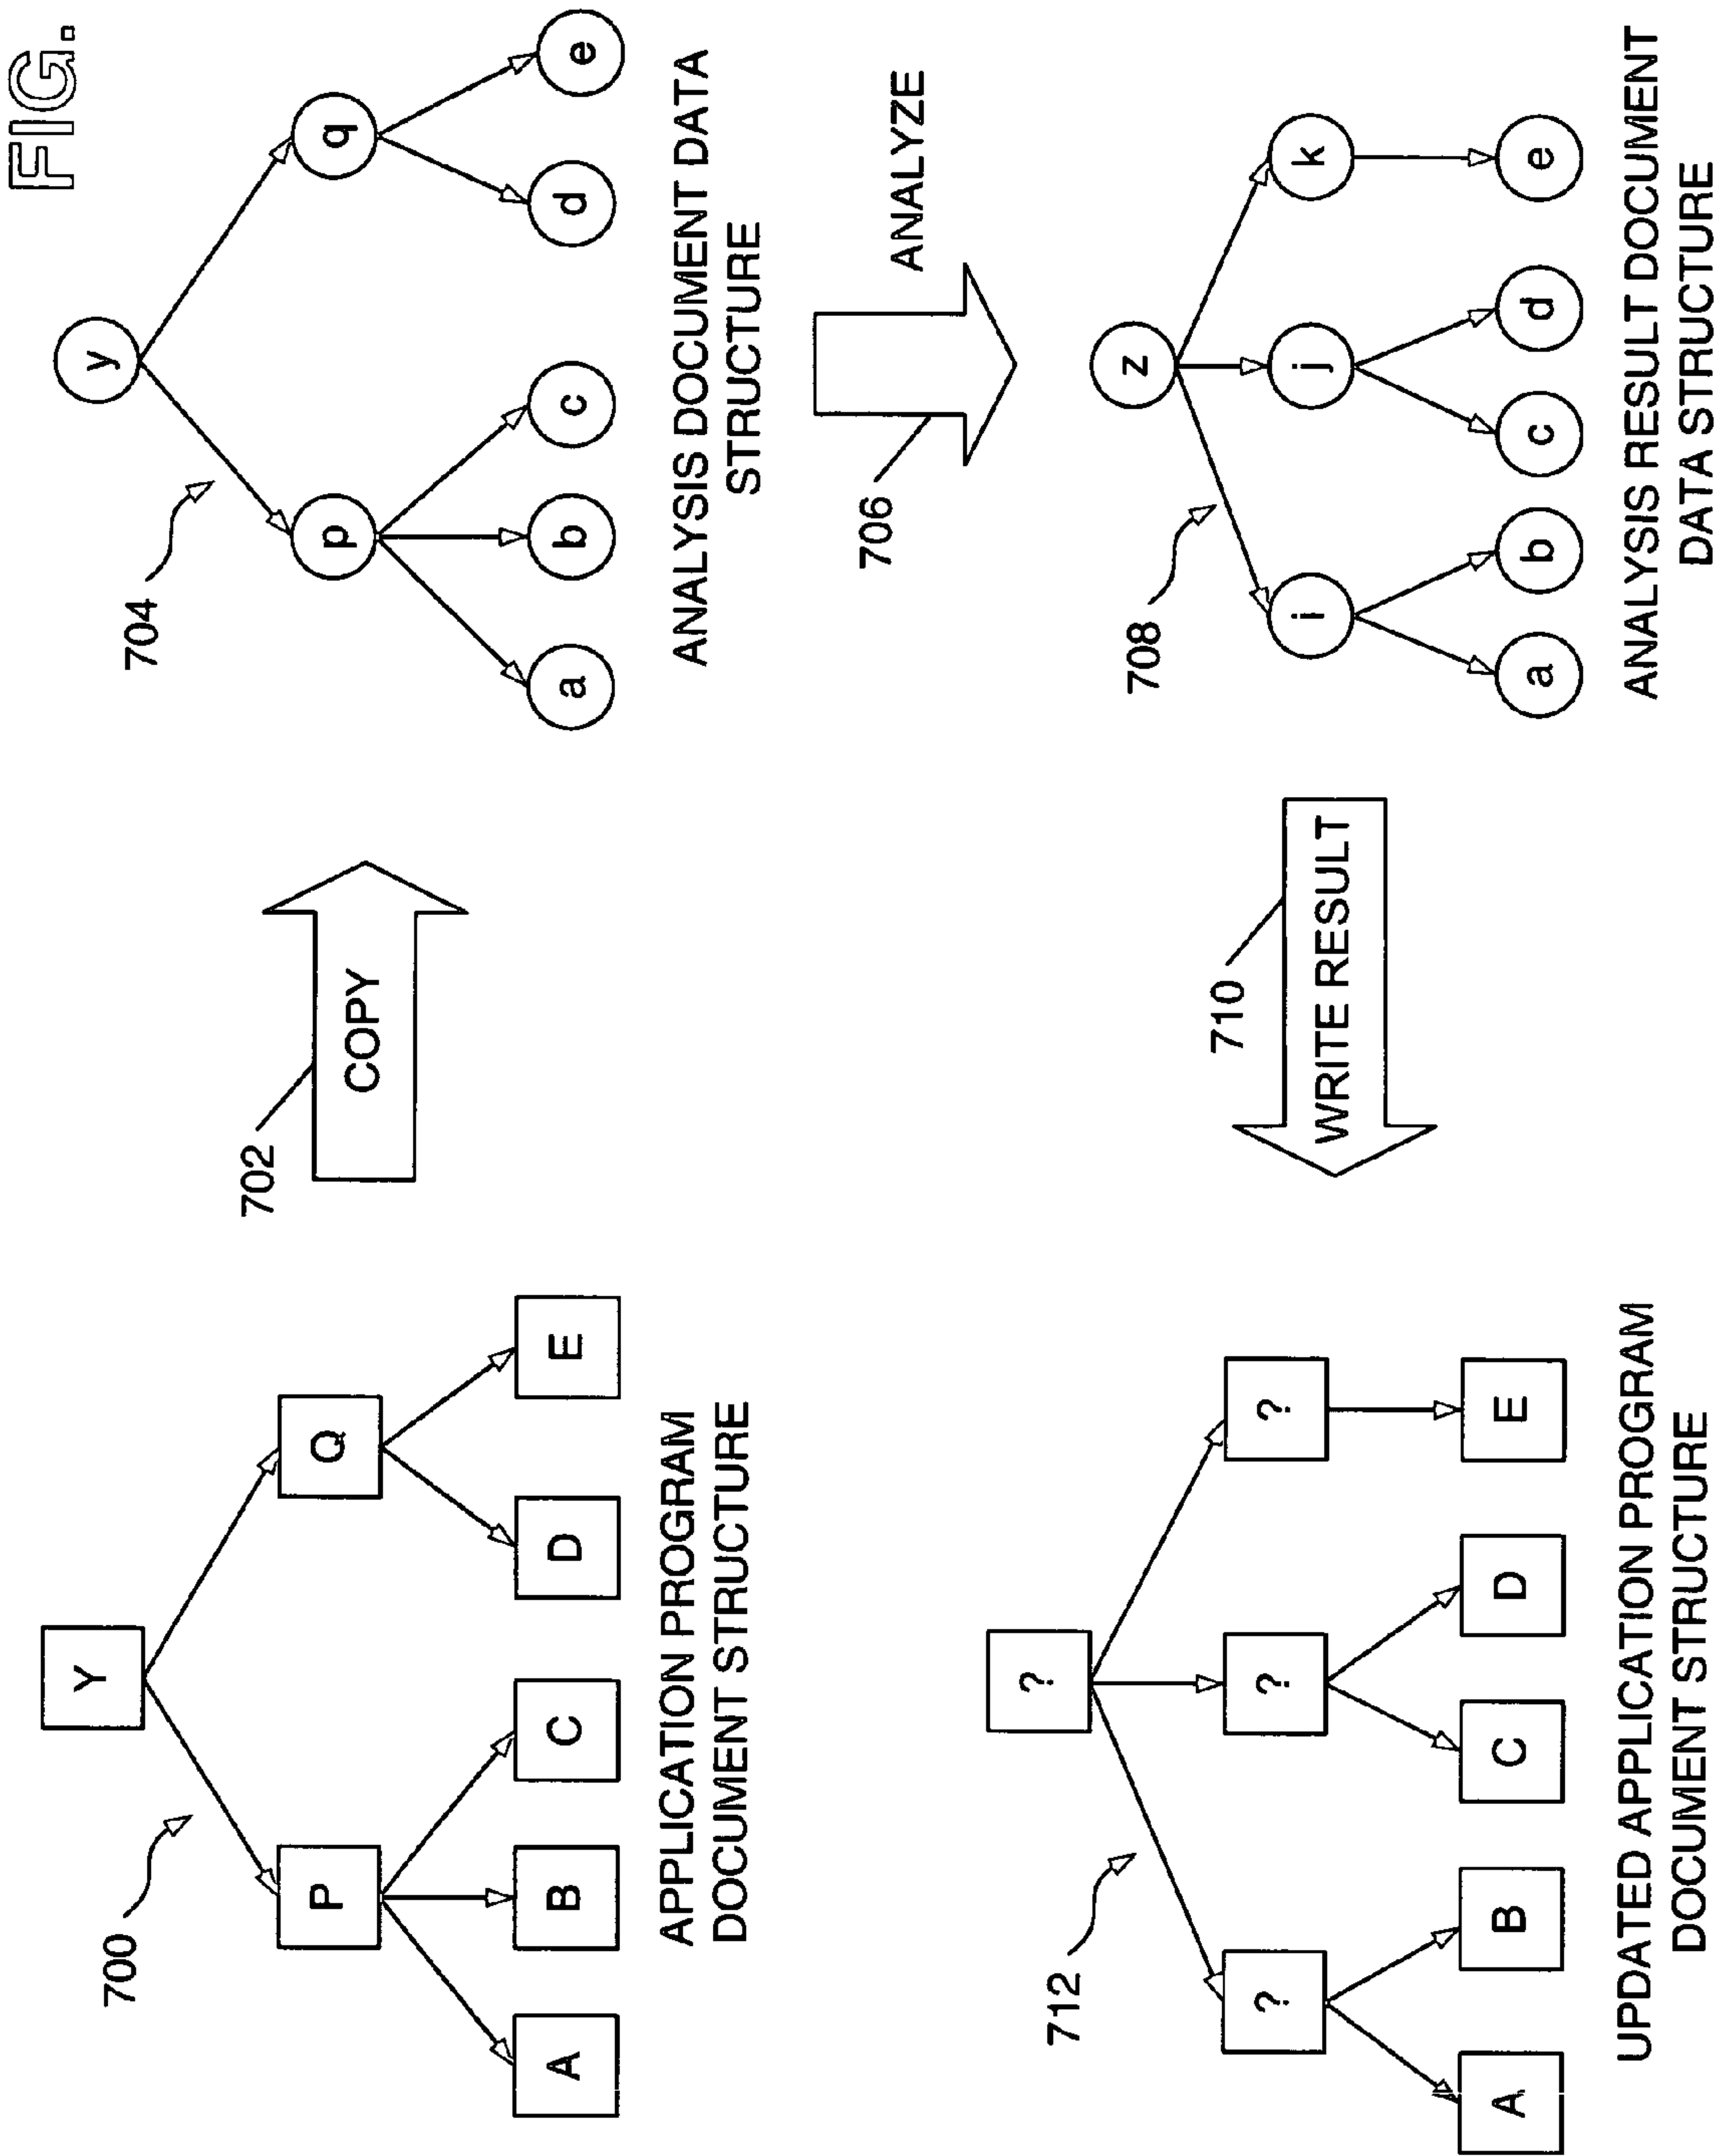 FIG.
Y
700
P
Q
A
B
C
D
E
APPLICATION PROGRAM
DOCUMENT STRUCTURE
702
COPY
y
704
p
q
a
b
c
d
e
ANALYSIS DOCUMENT DATA
STRUCTURE
706
ANALYZE
z
708
i
j
k
a
b
c
d
e
ANALYSIS RESULT DOCUMENT
DATA STRUCTURE
710
WRITE RESULT
?
712
?
?
?
A
B
C
D
E
UPDATED APPLICATION PROGRAM
DOCUMENT STRUCTURE